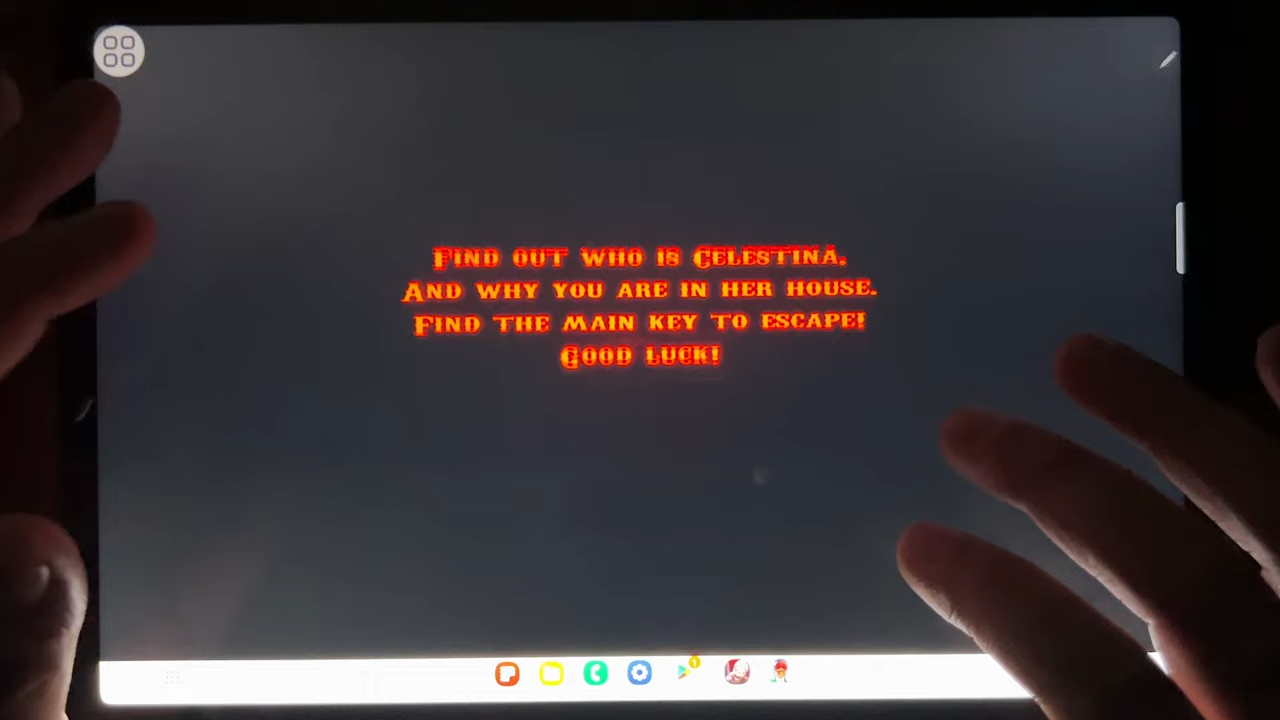 Find out who is Celestina.
And why you are in her house.
Find the main key to escape!
Good luck!
1